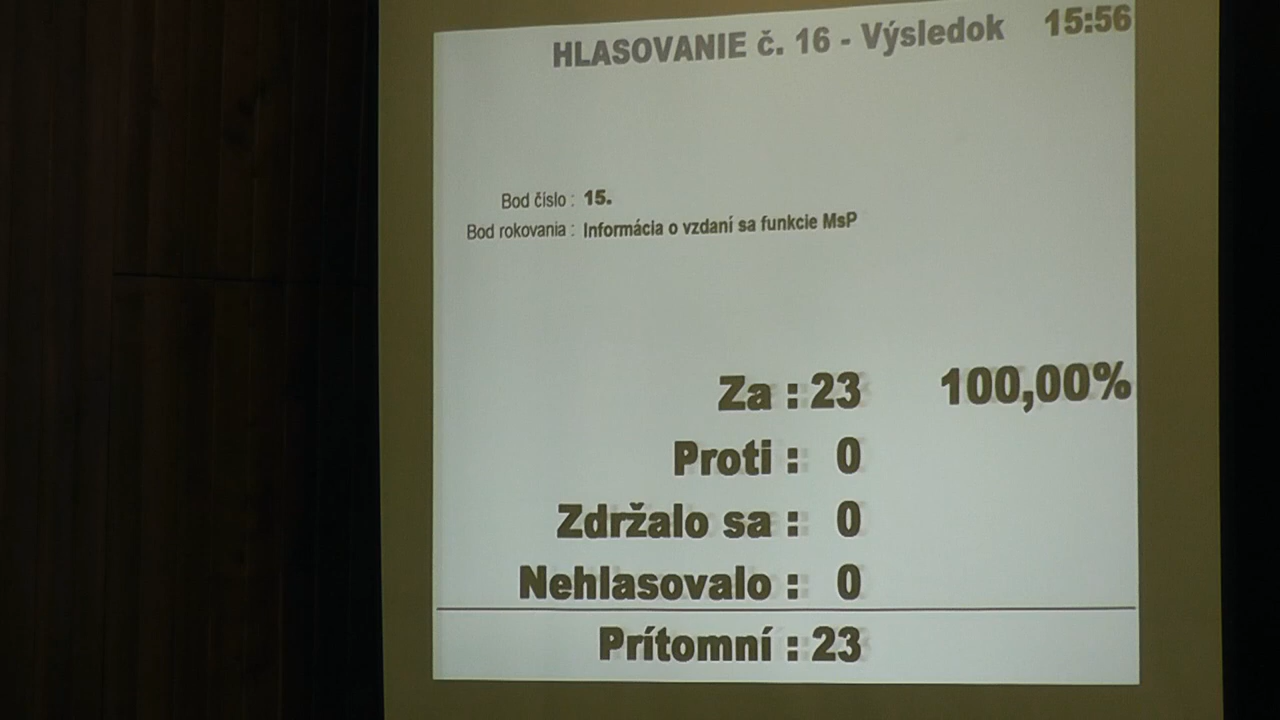 HLASOVANIE č. 16 - Výsledok 15:56
Bod číslo : 15.
Bod rokovania : Informácia o vzdaní sa funkcie MsP
Za : 23 100,00%
Proti : 0
Zdržalo sa : 0
Nehlasovalo : 0
Prítomní : 23